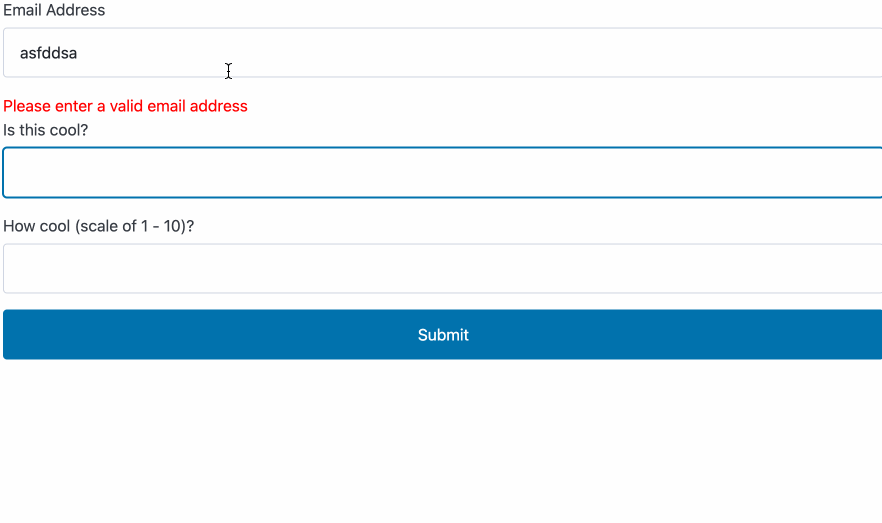 Email Address
asfddsa
Please enter a valid email address
Is this cool?
How cool (scale of 1 - 10)?
Submit